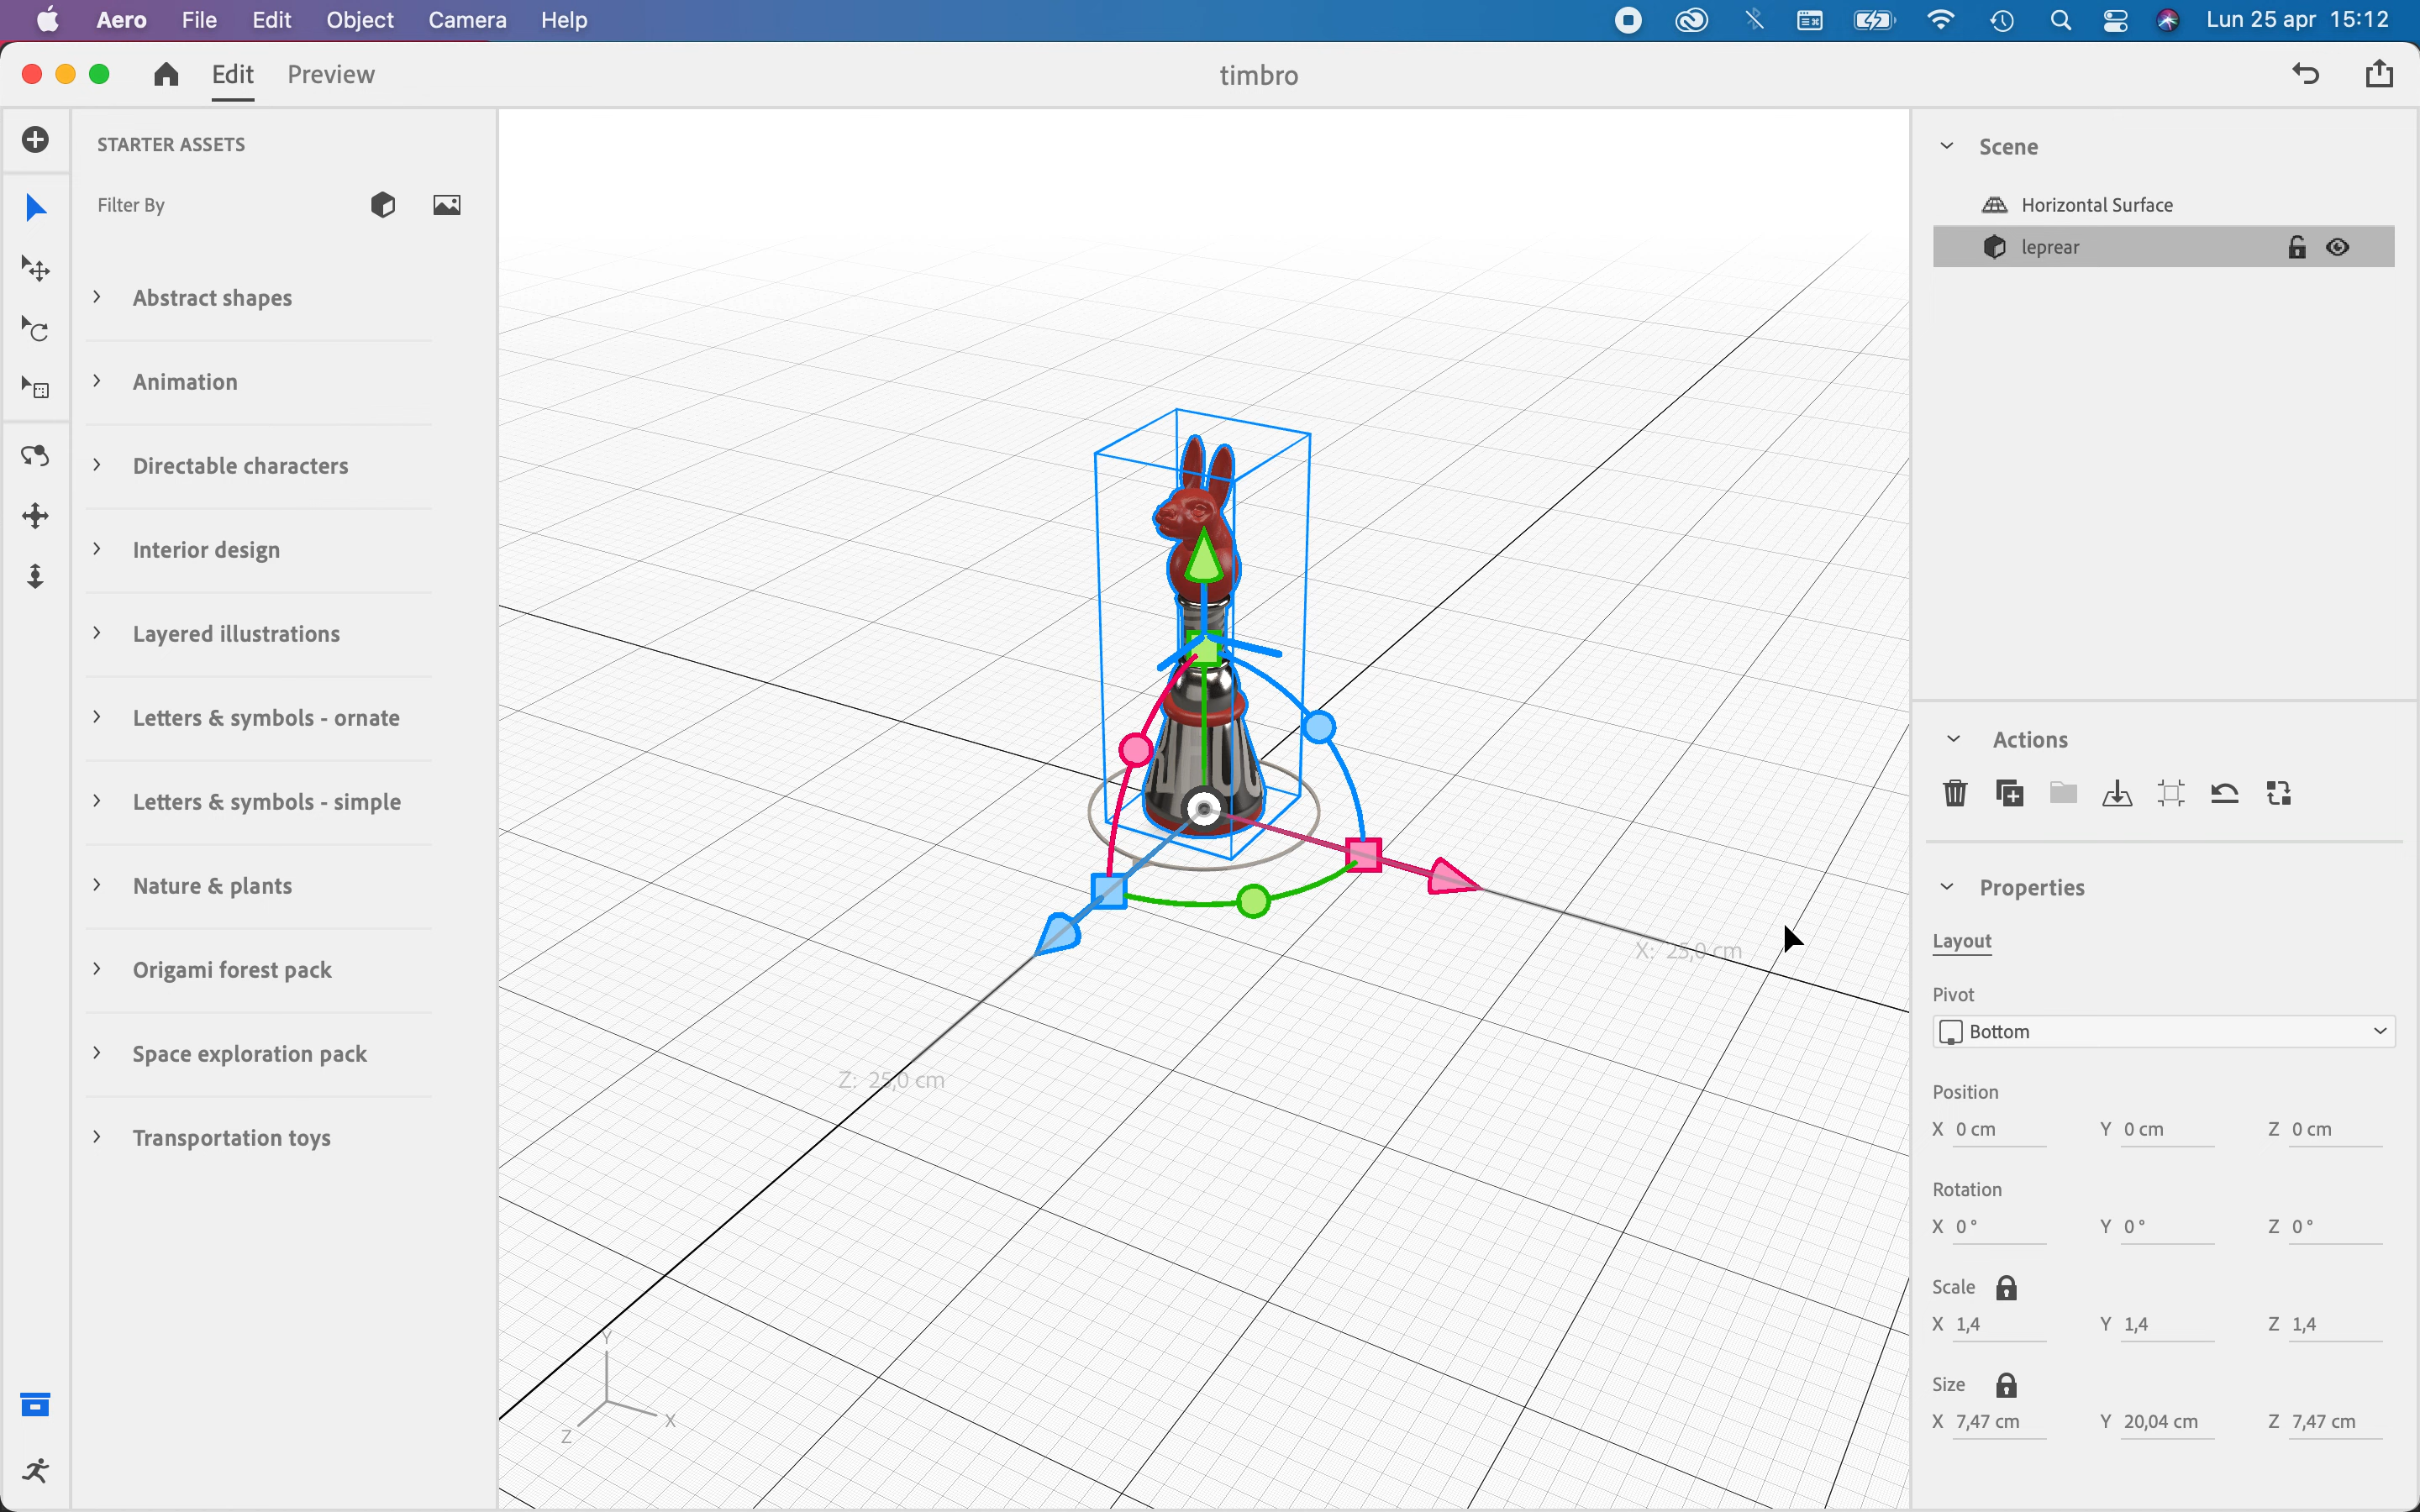 Aero File Edit Object Camera Help Lun 25 apr 15:12
Edit Preview timbro
STARTER ASSETS
Filter By
Abstract shapes
Animation
Directable characters
Interior design
Layered illustrations
Letters & symbols - ornate
Letters & symbols - simple
Nature & plants
Origami forest pack
Space exploration pack
Transportation toys
X: 25,0 cm
Z: 25,0 cm
Y
X
Z
Scene
Horizontal Surface
leprear
Actions
Properties
Layout
Pivot
Bottom
Position
X 0 cm Y 0 cm Z 0 cm
Rotation
X 0° Y 0° Z 0°
Scale
X 1,4 Y 1,4 Z 1,4
Size
X 7,47 cm Y 20,04 cm Z 7,47 cm